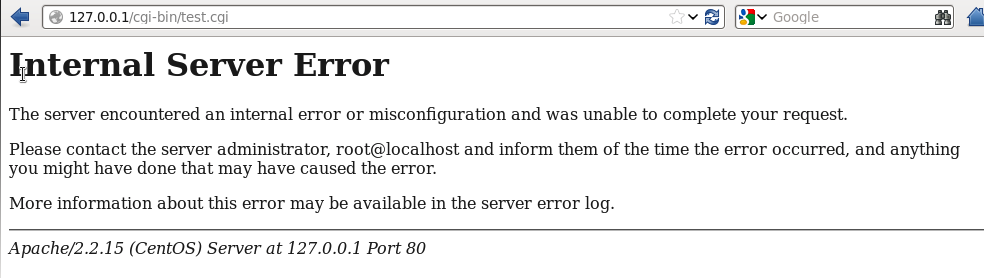 127.0.0.1/cgi-bin/test.cgi
Google
Internal Server Error
The server encountered an internal error or misconfiguration and was unable to complete your request.
Please contact the server administrator, root@localhost and inform them of the time the error occurred, and anything
you might have done that may have caused the error.
More information about this error may be available in the server error log.
Apache/2.2.15 (CentOS) Server at 127.0.0.1 Port 80